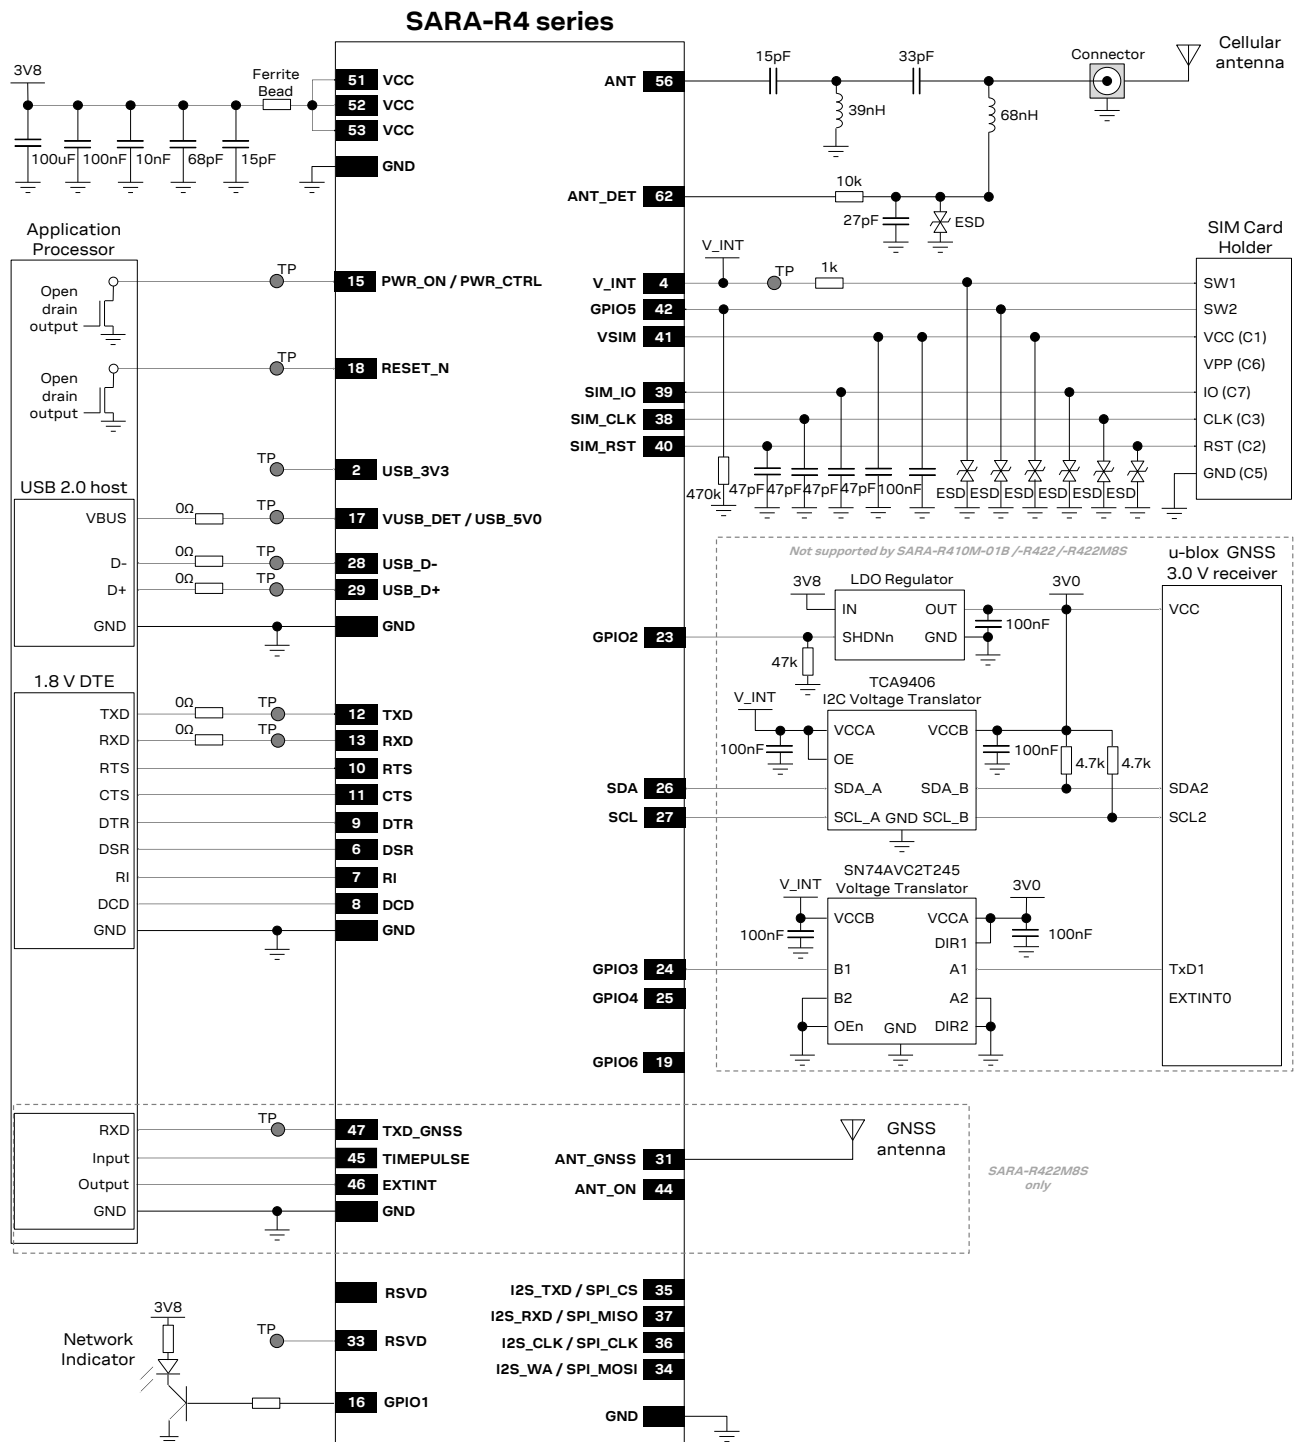 SARA-R4 series
3V8
Ferrite
Bead
100uF
100nF
10nF
68pF
15pF
51 VCC
52 VCC
53 VCC
GND
ANT 56
15pF
33pF
39nH
68nH
Connector
Cellular
antenna
ANT_DET 62
10k
27pF
ESD
Application
Processor
Open
drain
output
TP
15 PWR_ON / PWR_CTRL
Open
drain
output
TP
18 RESET_N
TP
2 USB_3V3
USB 2.0 host
VBUS
0Ω
TP
17 VUSB_DET / USB_5V0
D-
0Ω
TP
28 USB_D-
D+
0Ω
TP
29 USB_D+
GND
GND
1.8 V DTE
TXD
0Ω
TP
12 TXD
RXD
0Ω
TP
13 RXD
RTS
10 RTS
CTS
11 CTS
DTR
9 DTR
DSR
6 DSR
RI
7 RI
DCD
8 DCD
GND
GND
V_INT
V_INT 4
TP
1k
GPIO5 42
VSIM 41
SIM_IO 39
SIM_CLK 38
SIM_RST 40
470k
47pF
47pF
47pF
47pF
100nF
ESD
ESD
ESD
ESD
ESD
ESD
SIM Card
Holder
SW1
SW2
VCC (C1)
VPP (C6)
IO (C7)
CLK (C3)
RST (C2)
GND (C5)
Not supported by SARA-R410M-01B /-R422 /-R422M8S
u-blox GNSS
3.0 V receiver
3V8
LDO Regulator
3V0
IN
OUT
VCC
100nF
GPIO2 23
SHDNn
GND
47k
TCA9406
I2C Voltage Translator
V_INT
VCCA
VCCB
100nF
100nF
OE
4.7k
4.7k
SDA 26
SDA_A
SDA_B
SDA2
SCL 27
SCL_A
GND
SCL_B
SCL2
SN74AVC2T245
Voltage Translator
V_INT
3V0
VCCB
VCCA
100nF
100nF
DIR1
GPIO3 24
B1
A1
TxD1
GPIO4 25
B2
A2
EXTINT0
OEn
GND
DIR2
GPIO6 19
RXD
TP
47 TXD_GNSS
Input
45 TIMEPULSE
Output
46 EXTINT
GND
GND
ANT_GNSS 31
ANT_ON 44
GNSS
antenna
SARA-R422M8S
only
RSVD
TP
33 RSVD
3V8
Network
Indicator
16 GPIO1
I2S_TXD / SPI_CS 35
I2S_RXD / SPI_MISO 37
I2S_CLK / SPI_CLK 36
I2S_WA / SPI_MOSI 34
GND